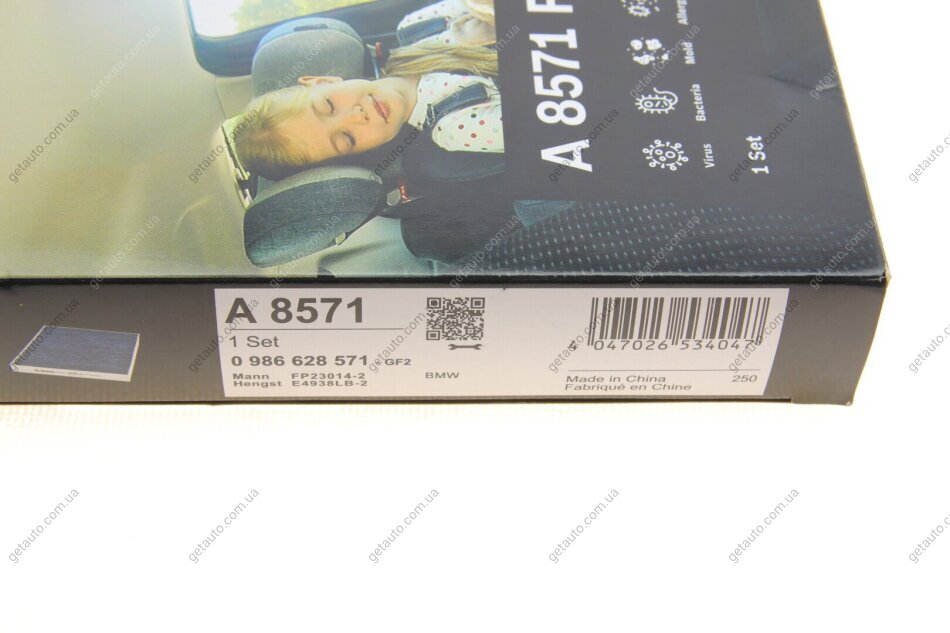 A 8571 F
Virus
Bacteria
Mold
1 Set
A 8571
1 Set
0 986 628 571 - GF2
Mann FP23014-2
Hengst E4938LB-2
BMW
4 047026 534047
Made in China 250
Fabriqué en Chine
getauto.com.ua